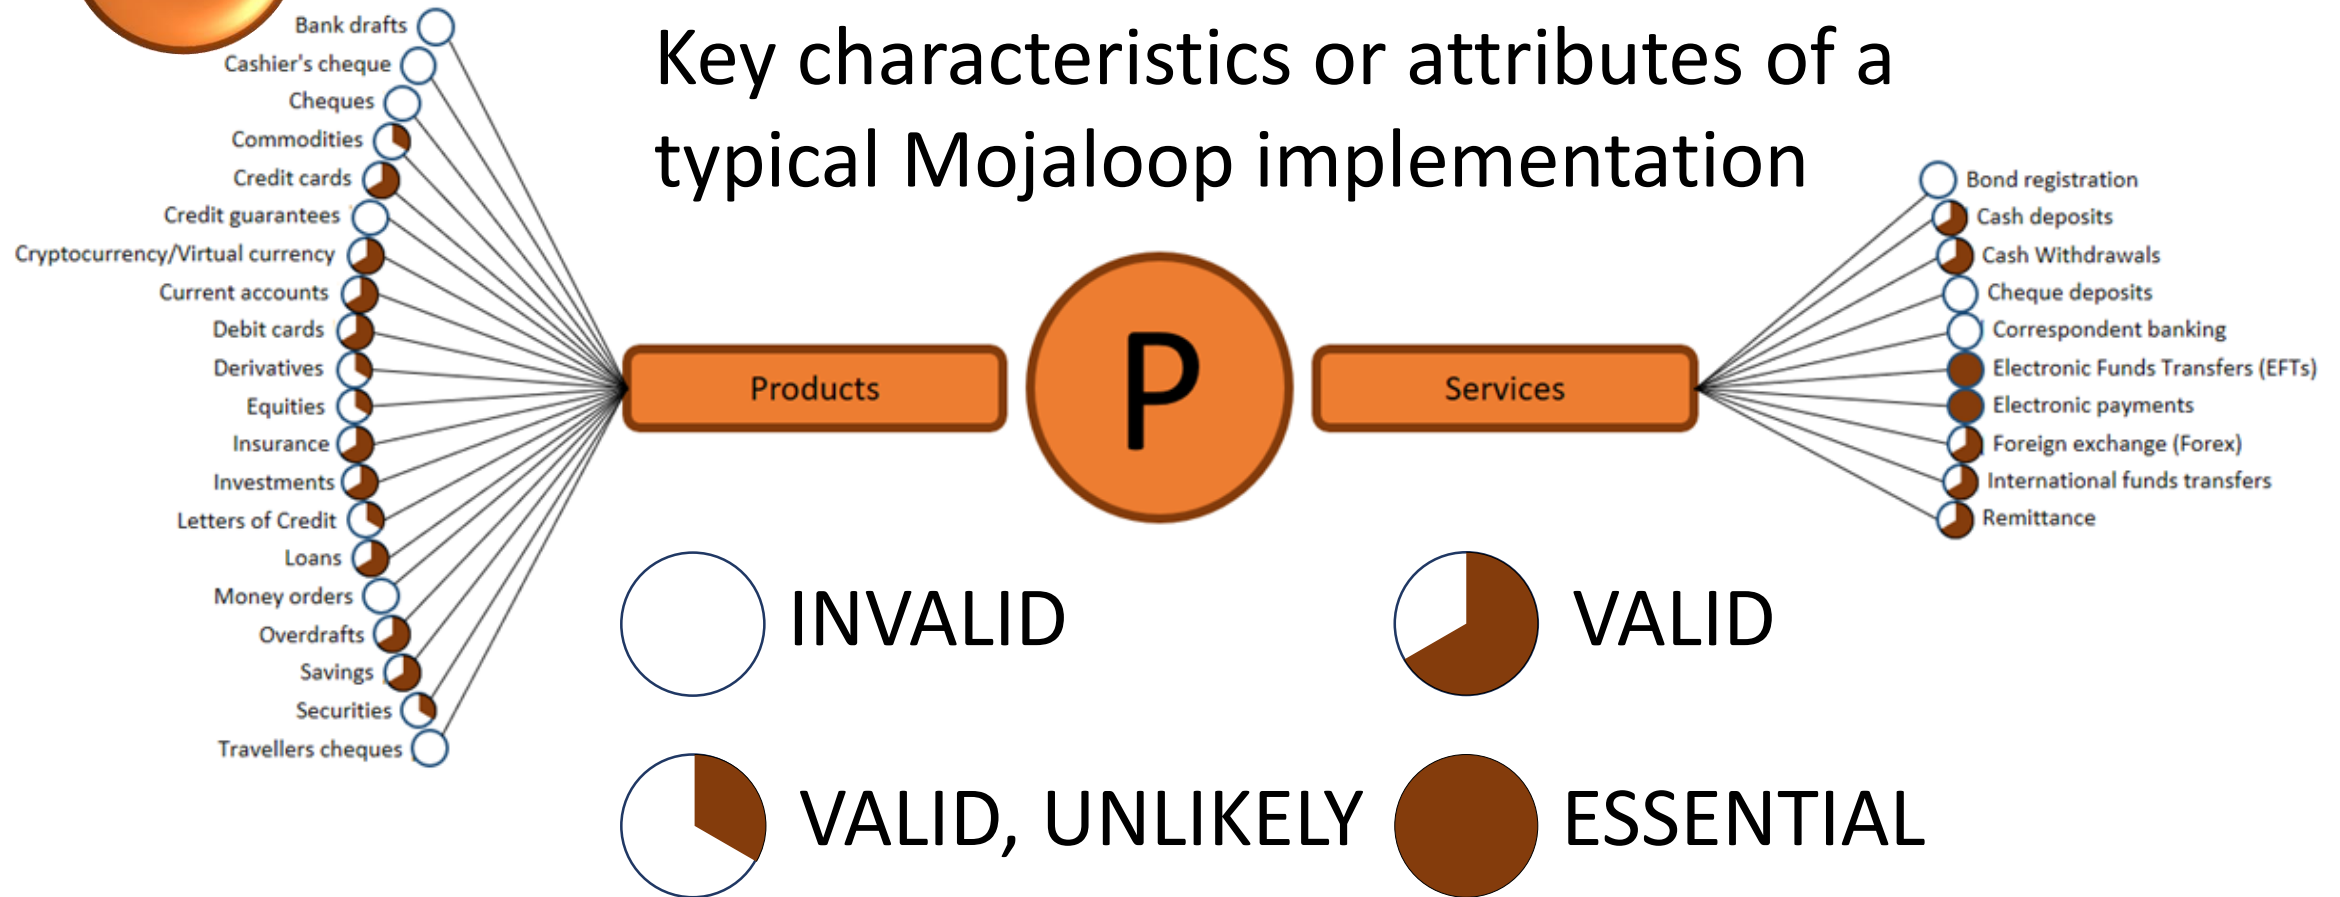 Key characteristics or attributes of a
typical Mojaloop implementation
Bank drafts
Cashier's cheque
Cheques
Commodities
Credit cards
Credit guarantees
Cryptocurrency/Virtual currency
Current accounts
Debit cards
Derivatives
Equities
Insurance
Investments
Letters of Credit
Loans
Money orders
Overdrafts
Savings
Securities
Travellers cheques
Products
P
Services
Bond registration
Cash deposits
Cash Withdrawals
Cheque deposits
Correspondent banking
Electronic Funds Transfers (EFTs)
Electronic payments
Foreign exchange (Forex)
International funds transfers
Remittance
INVALID
VALID
VALID, UNLIKELY
ESSENTIAL